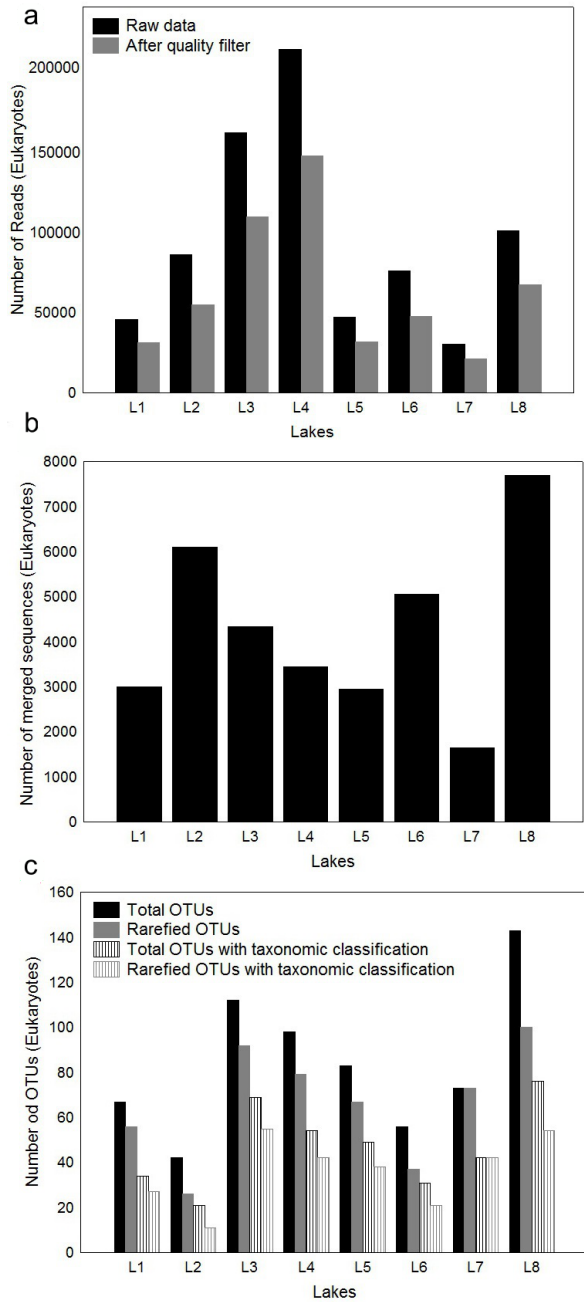 a
Raw data
After quality filter
Number of Reads (Eukaryotes)
200000
150000
100000
50000
0
L1 L2 L3 L4 L5 L6 L7 L8
Lakes
b
Number of merged sequences (Eukaryotes)
8000
7000
6000
5000
4000
3000
2000
1000
0
L1 L2 L3 L4 L5 L6 L7 L8
Lakes
c
Total OTUs
Rarefied OTUs
Total OTUs with taxonomic classification
Rarefied OTUs with taxonomic classification
Number od OTUs (Eukaryotes)
160
140
120
100
80
60
40
20
0
L1 L2 L3 L4 L5 L6 L7 L8
Lakes